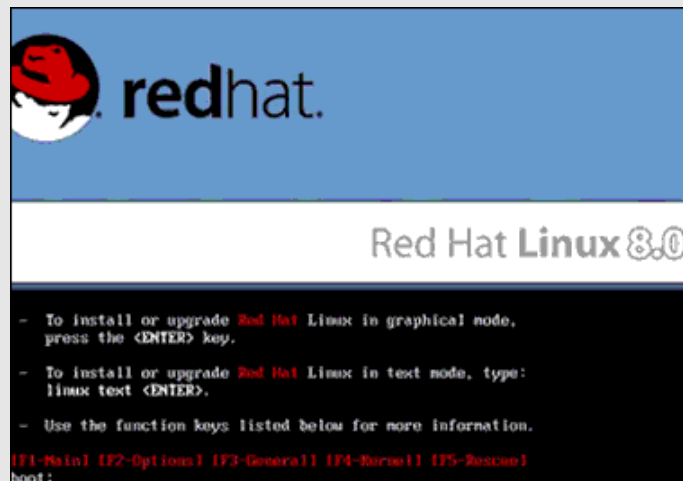 redhat.
Red Hat Linux 8.0
- To install or upgrade Red Hat Linux in graphical mode,
press the <ENTER> key.
- To install or upgrade Red Hat Linux in text mode, type:
linux text <ENTER>.
- Use the function keys listed below for more information.
[F1-Main] [F2-Options] [F3-General] [F4-Kernel] [F5-Rescue]
boot: